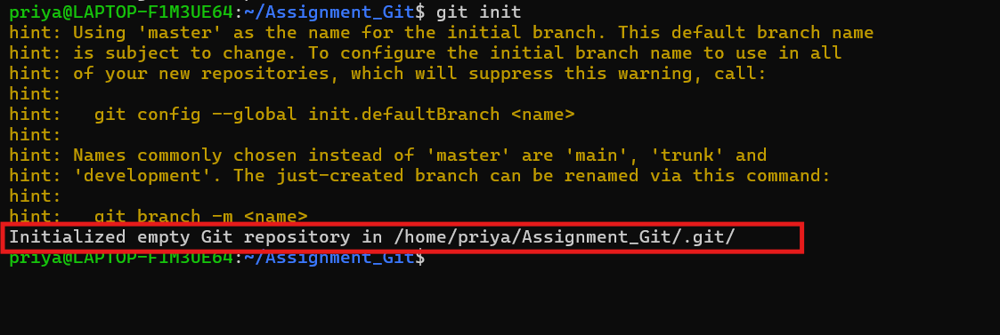 priya@LAPTOP-F1M3UE64:~/Assignment_Git$ git init
hint: Using 'master' as the name for the initial branch. This default branch name
hint: is subject to change. To configure the initial branch name to use in all
hint: of your new repositories, which will suppress this warning, call:
hint:
hint:   git config --global init.defaultBranch <name>
hint:
hint: Names commonly chosen instead of 'master' are 'main', 'trunk' and
hint: 'development'. The just-created branch can be renamed via this command:
hint:
hint:   git branch -m <name>
Initialized empty Git repository in /home/priya/Assignment_Git/.git/
priya@LAPTOP-F1M3UE64:~/Assignment_Git$